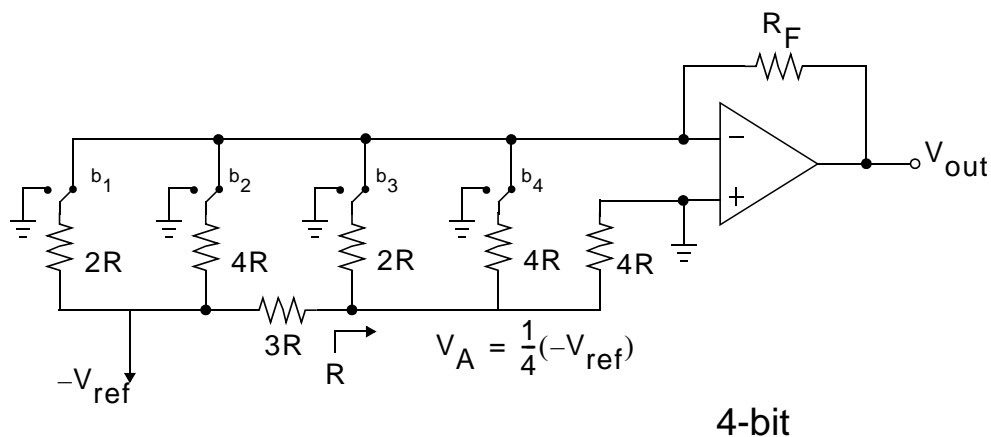 R_F
b_1 b_2 b_3 b_4
− V_out
+
2R 4R 2R 4R 4R
3R
R
V_A = 1/4(−V_ref)
−V_ref
4-bit